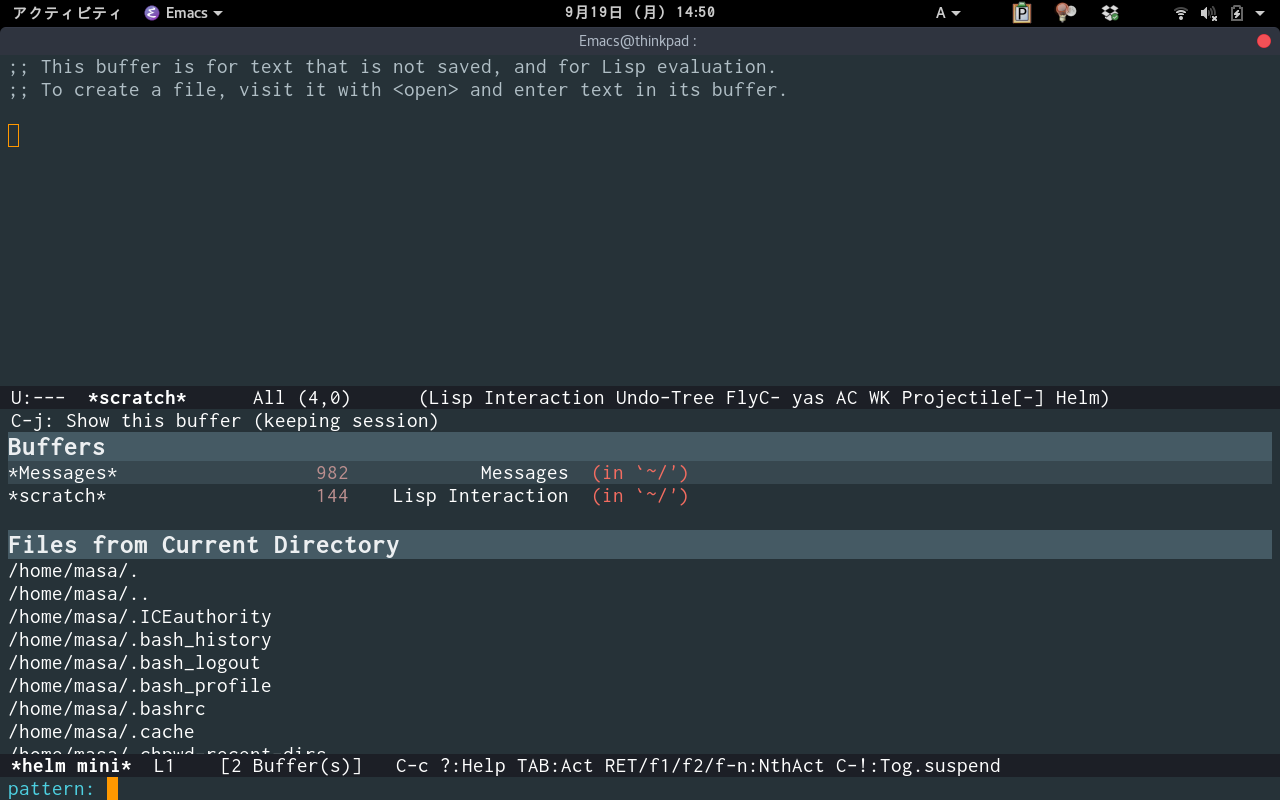 アクティビティ Emacs 9月19日 (月) 14:50 A
Emacs@thinkpad :
;; This buffer is for text that is not saved, and for Lisp evaluation.
;; To create a file, visit it with <open> and enter text in its buffer.
U:--- *scratch* All (4,0) (Lisp Interaction Undo-Tree FlyC- yas AC WK Projectile[-] Helm)
C-j: Show this buffer (keeping session)
Buffers
*Messages* 982 Messages (in `~/')
*scratch* 144 Lisp Interaction (in `~/')
Files from Current Directory
/home/masa/.
/home/masa/..
/home/masa/.ICEauthority
/home/masa/.bash_history
/home/masa/.bash_logout
/home/masa/.bash_profile
/home/masa/.bashrc
/home/masa/.cache
/home/masa/.chpwd-recent-dirs
*helm mini* L1 [2 Buffer(s)] C-c ?:Help TAB:Act RET/f1/f2/f-n:NthAct C-!:Tog.suspend
pattern: